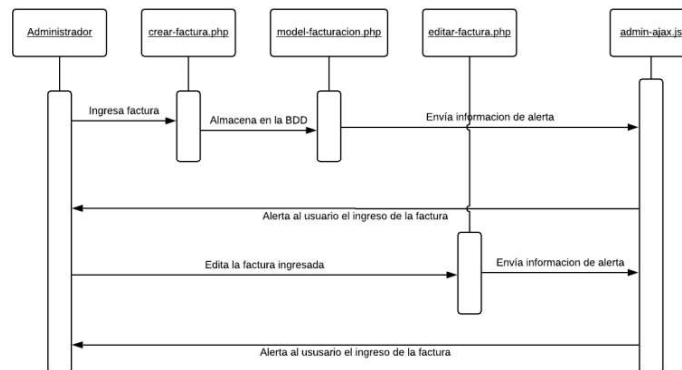 Administrador
crear-factura.php
model-facturacion.php
editar-factura.php
admin-ajax.js
Ingresa factura
Almacena en la BDD
Envía informacion de alerta
Alerta al usuario el ingreso de la factura
Edita la factura ingresada
Envía informacion de alerta
Alerta al ususario el ingreso de la factura